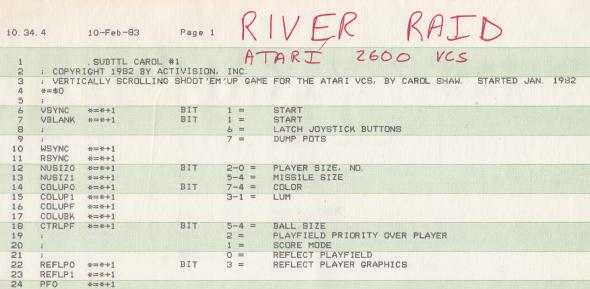 RIVER RAID
10.34.4 10-Feb-83 Page 1
ATARI 2600 VCS
1 .SUBTTL CAROL #1
2 ; COPYRIGHT 1982 BY ACTIVISION, INC.
3 ; VERTICALLY SCROLLING SHOOT'EM'UP GAME FOR THE ATARI VCS, BY CAROL SHAW. STARTED JAN. 1982
4 *=$0
5 ;
6 VSYNC *=*+1 BIT 1 = START
7 VBLANK *=*+1 BIT 1 = START
8 ; 6 = LATCH JOYSTICK BUTTONS
9 ; 7 = DUMP POTS
10 WSYNC *=*+1
11 RSYNC *=*+1
12 NUSIZ0 *=*+1 BIT 2-0 = PLAYER SIZE, NO.
13 NUSIZ1 *=*+1 5-4 = MISSILE SIZE
14 COLUP0 *=*+1 BIT 7-4 = COLOR
15 COLUP1 *=*+1 3-1 = LUM
16 COLUPF *=*+1
17 COLUBK *=*+1
18 CTRLPF *=*+1 BIT 5-4 = BALL SIZE
19 ; 2 = PLAYFIELD PRIORITY OVER PLAYER
20 ; 1 = SCORE MODE
21 ; 0 = REFLECT PLAYFIELD
22 REFLP0 *=*+1 BIT 3 = REFLECT PLAYER GRAPHICS
23 REFLP1 *=*+1
24 PF0 *=*+1